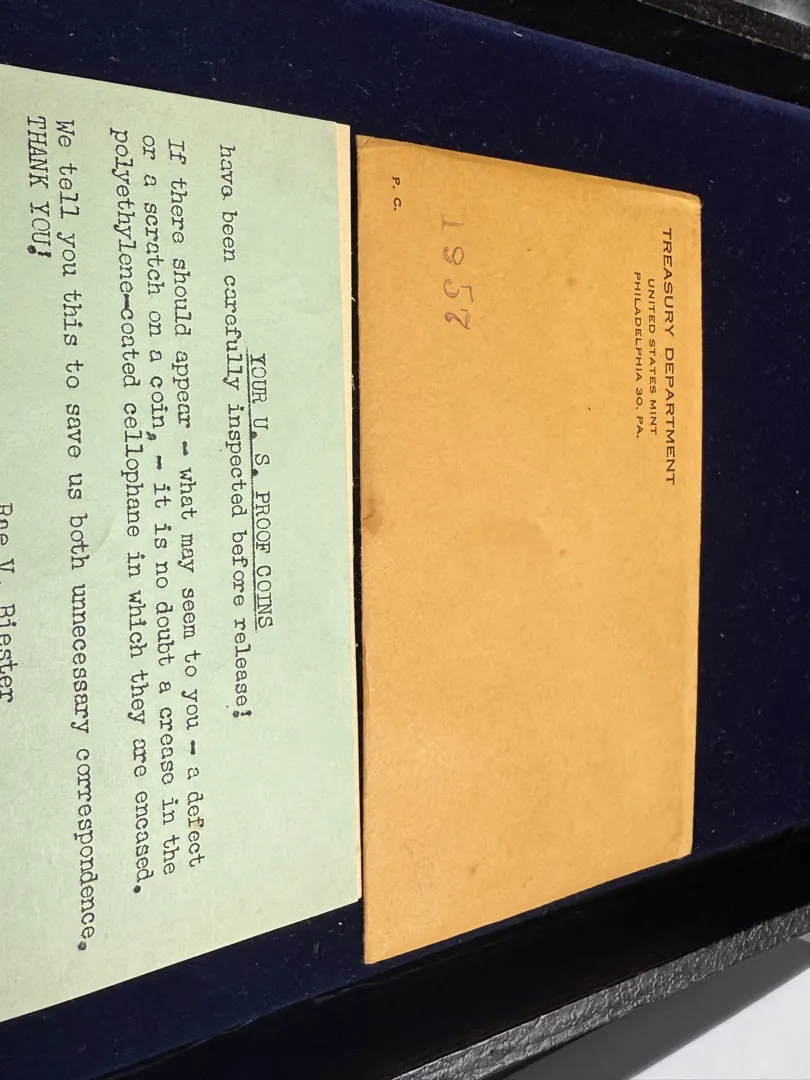 TREASURY DEPARTMENT
UNITED STATES MINT
PHILADELPHIA 30, PA.
P. C.
YOUR U. S. PROOF COINS
have been carefully inspected before release!
If there should appear - what may seem to you - a defect
or a scratch on a coin, - it is no doubt a crease in the
polyethylene-coated cellophane in which they are encased.
We tell you this to save us both unnecessary correspondence.
THANK YOU!
Rae V. Biester